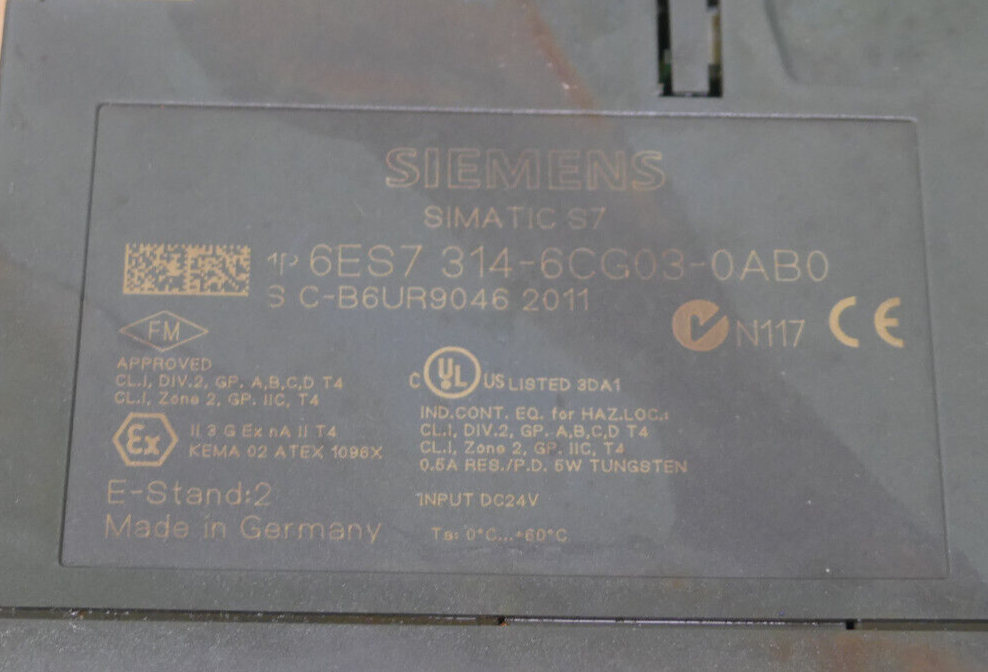 SIEMENS
SIMATIC S7
1P 6ES7 314-6CG03-0AB0
S C-B6UR9046 2011
FM
N117 CE
APPROVED
CL.I, DIV.2, GP. A,B,C,D T4
CL.I, Zone 2, GP. IIC, T4
C UL US LISTED 3DA1
IND.CONT. EQ. for HAZ.LOC.:
CL.I, DIV.2, GP. A,B,C,D T4
CL.I, Zone 2, GP. IIC, T4
0.5A RES./P.D. 5W TUNGSTEN
Ex II 3 G Ex nA II T4
KEMA 02 ATEX 1096X
E-Stand:2
Made in Germany
INPUT DC24V
Ta: 0°C...+60°C